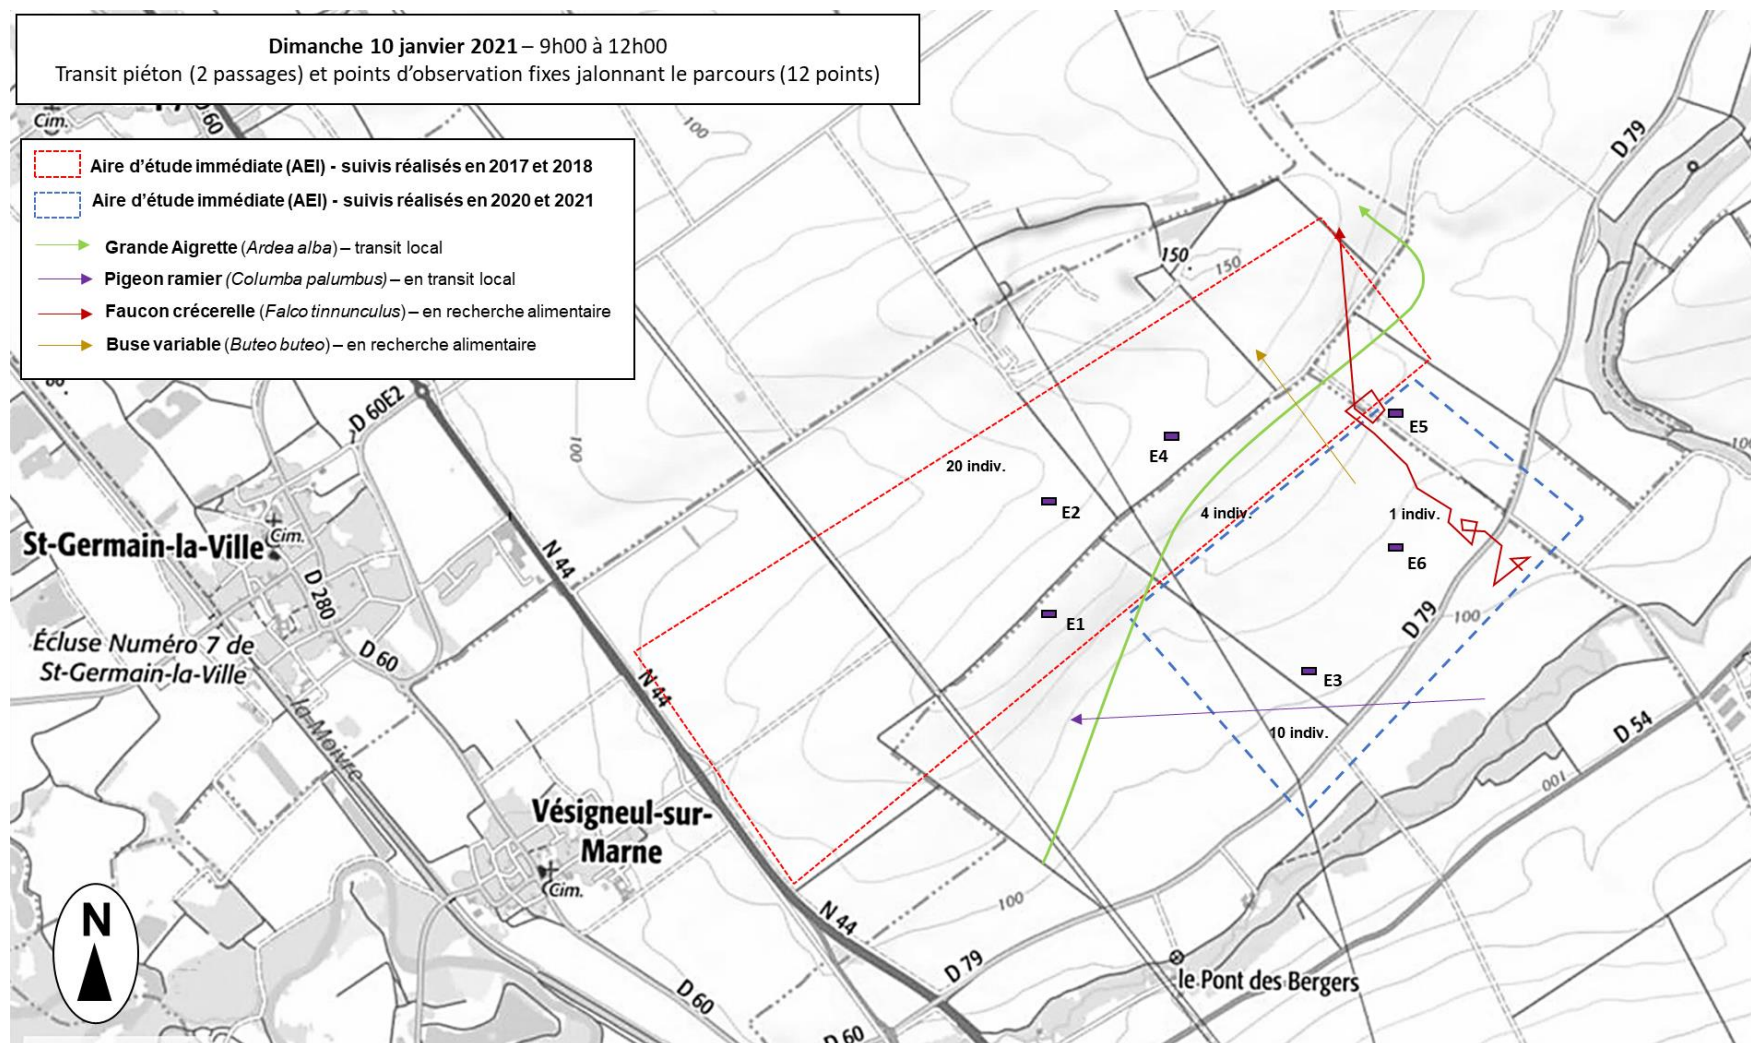 Dimanche 10 janvier 2021 – 9h00 à 12h00
Transit piéton (2 passages) et points d'observation fixes jalonnant le parcours (12 points)
Cim.
60
D 79
100
Aire d'étude immédiate (AEI) - suivis réalisés en 2017 et 2018
Aire d'étude immédiate (AEI) - suivis réalisés en 2020 et 2021
Grande Aigrette (Ardea alba) – transit local
Pigeon ramier (Columba palumbus) – en transit local
Faucon crécerelle (Falco tinnunculus) – en recherche alimentaire
Buse variable (Buteo buteo) – en recherche alimentaire
150
150
D 60E2
100
E5
E4
20 indiv.
E2
4 indiv.
1 indiv.
100
St-Germain-la-Ville
Cim.
N 44
E6
D 280
E1
D 79
100
Écluse Numéro 7 de
St-Germain-la-Ville
D 60
N 44
E3
la Moivre
10 indiv.
D 54
100
Vésigneul-sur-
Marne
Cim.
100
N
N 44
D 79
le Pont des Bergers
D 60
D 60